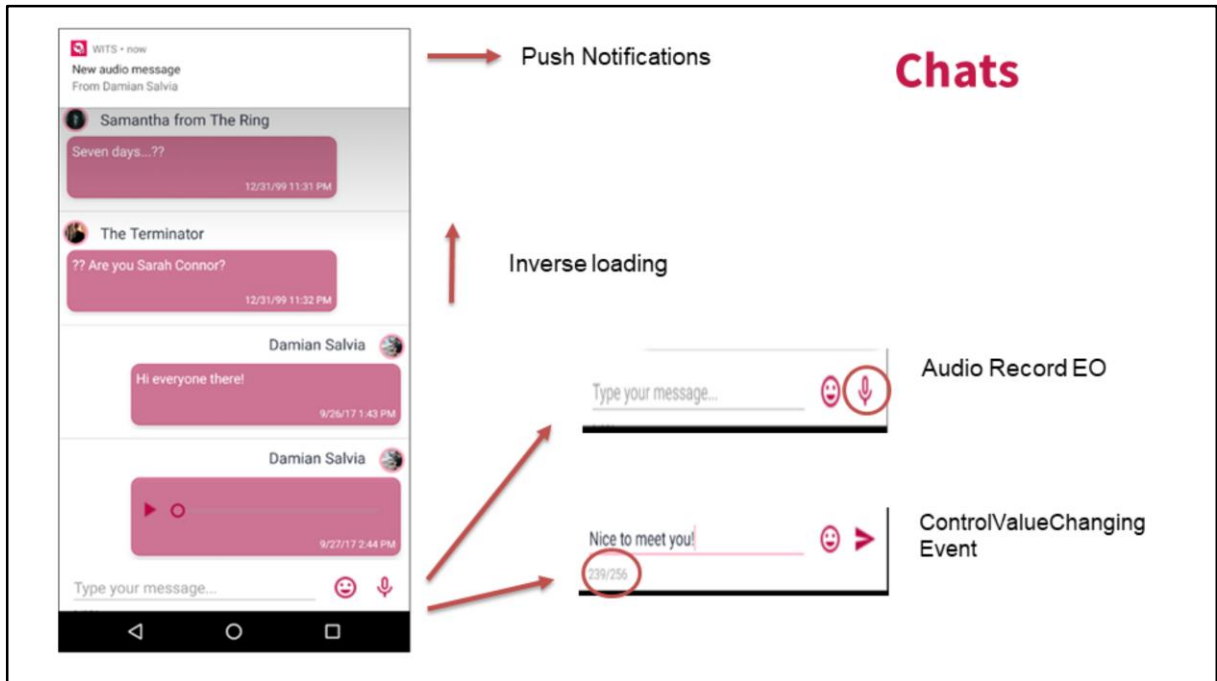 WITS • now
New audio message
From Damian Salvia
Samantha from The Ring
Seven days...??
12/31/99 11:31 PM
The Terminator
?? Are you Sarah Connor?
12/31/99 11:32 PM
Damian Salvia
Hi everyone there!
9/26/17 1:43 PM
Damian Salvia
9/27/17 2:44 PM
Type your message...
Push Notifications
Chats
Inverse loading
Type your message...
Audio Record EO
Nice to meet you!
239/256
ControlValueChanging
Event